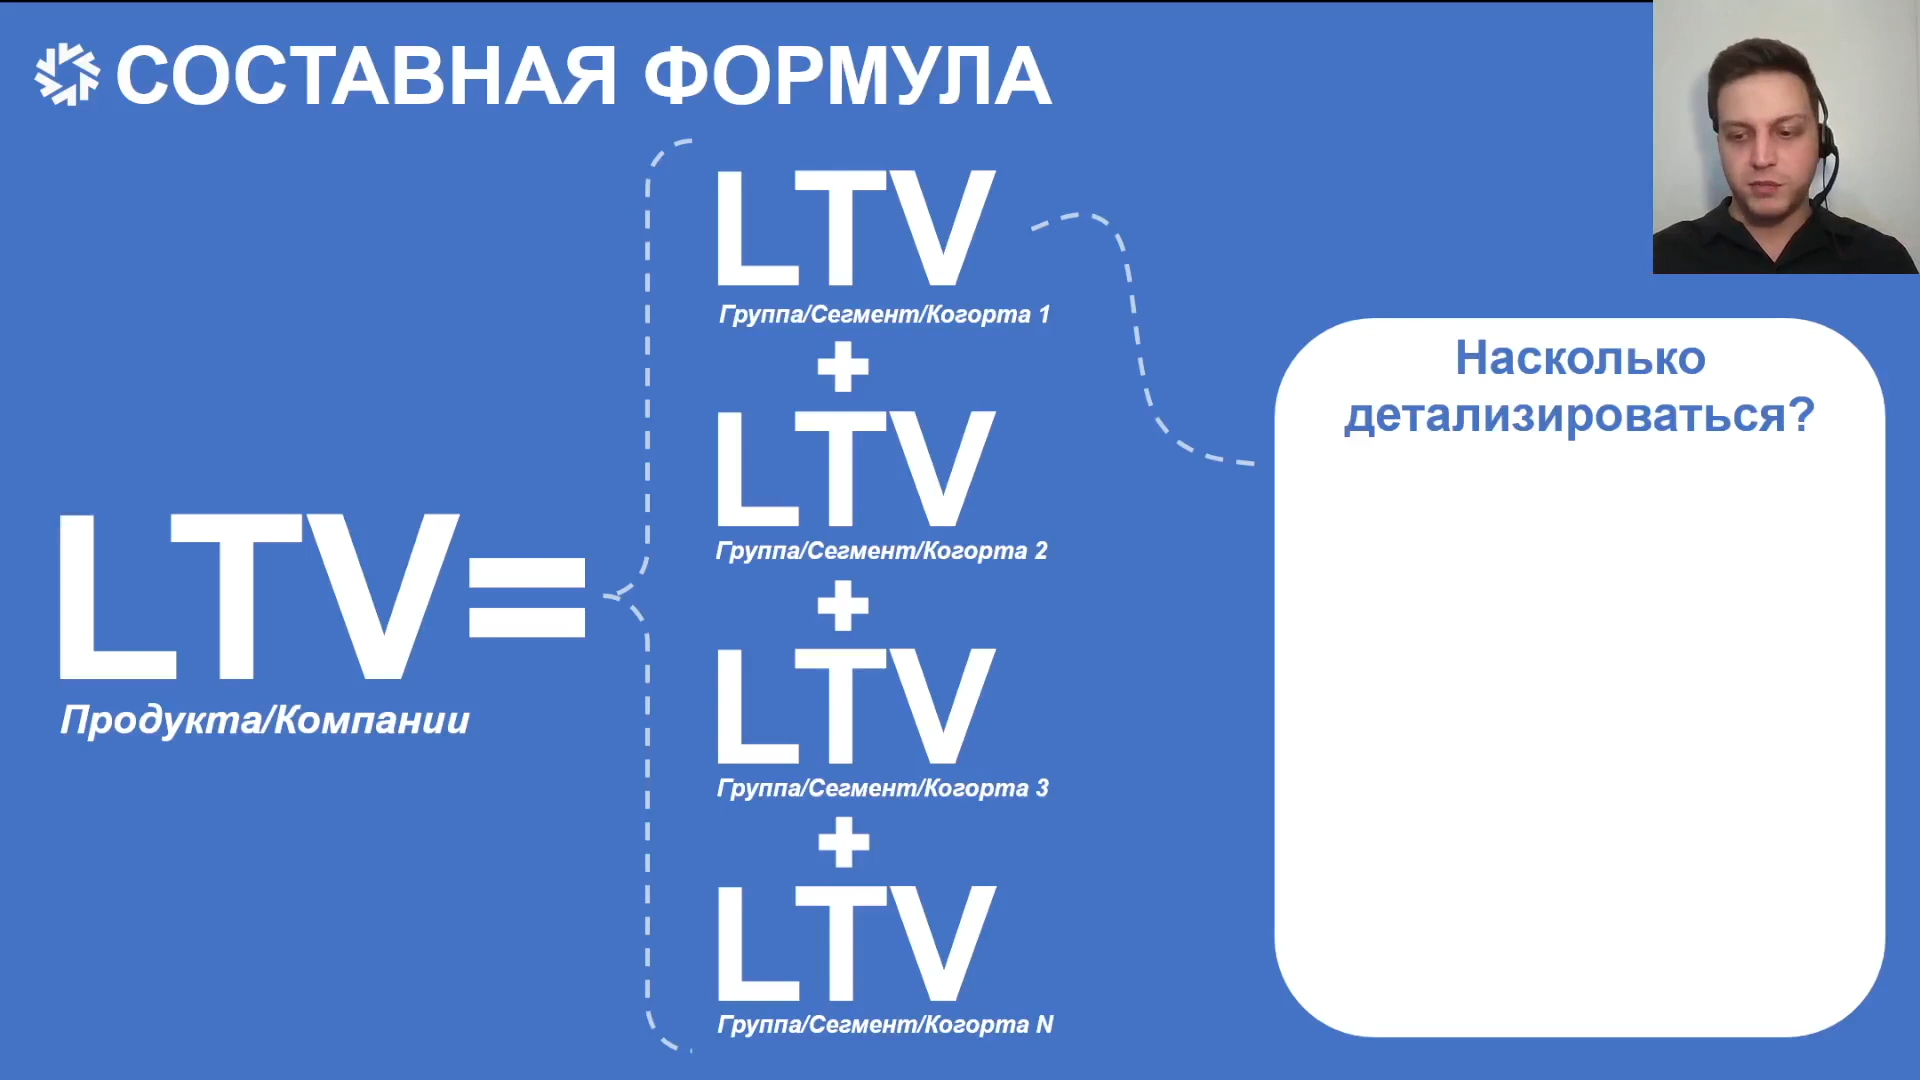 СОСТАВНАЯ ФОРМУЛА
LTV=
Продукта/Компании
LTV
Группа/Сегмент/Когорта 1
+
LTV
Группа/Сегмент/Когорта 2
+
LTV
Группа/Сегмент/Когорта 3
+
LTV
Группа/Сегмент/Когорта N
Насколько
детализироваться?